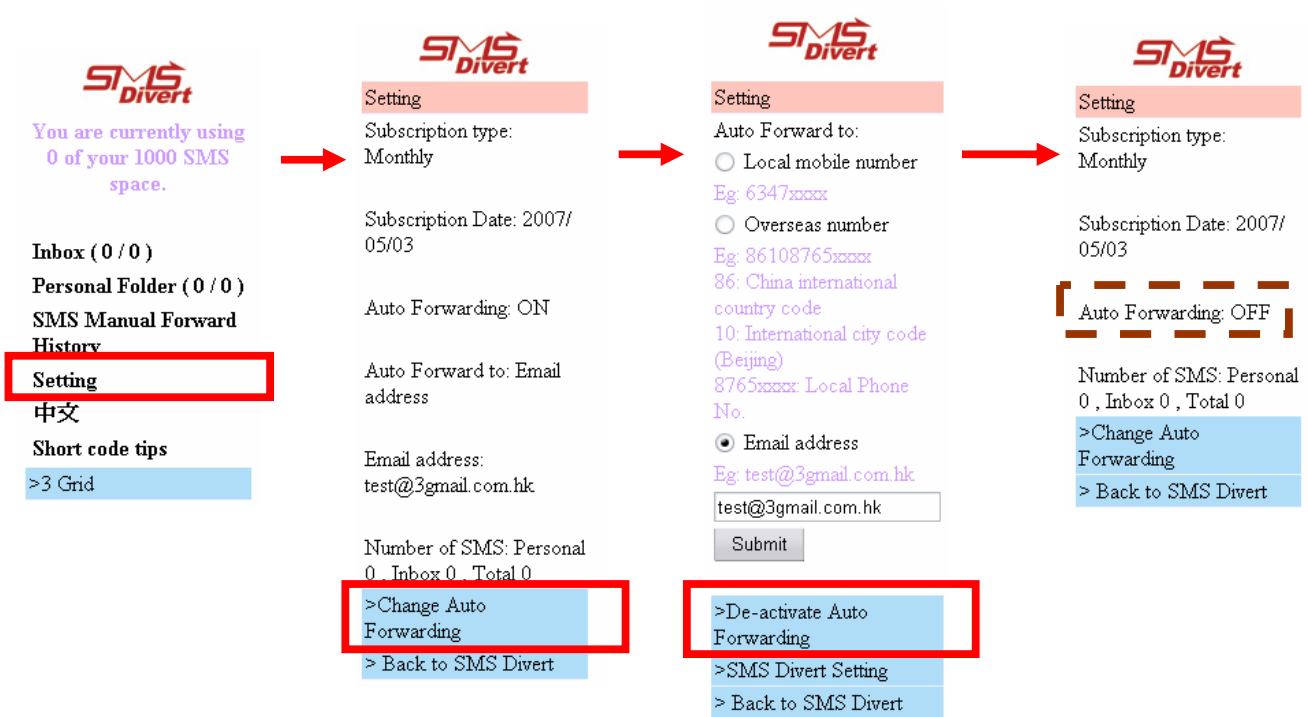 SMS
Divert
You are currently using
0 of your 1000 SMS
space.
Inbox ( 0 / 0 )
Personal Folder ( 0 / 0 )
SMS Manual Forward
History
Setting
中文
Short code tips
>3 Grid
SMS
Divert
Setting
Subscription type:
Monthly
Subscription Date: 2007/
05/03
Auto Forwarding: ON
Auto Forward to: Email
address
Email address:
test@3gmail.com.hk
Number of SMS: Personal
0 , Inbox 0 , Total 0
>Change Auto
Forwarding
> Back to SMS Divert
SMS
Divert
Setting
Auto Forward to:
Local mobile number
Eg: 6347xxxx
Overseas number
Eg: 86108765xxxx
86: China international
country code
10: International city code
(Beijing)
8765xxxx: Local Phone
No.
Email address
Eg: test@3gmail.com.hk
test@3gmail.com.hk
Submit
>De-activate Auto
Forwarding
>SMS Divert Setting
> Back to SMS Divert
SMS
Divert
Setting
Subscription type:
Monthly
Subscription Date: 2007/
05/03
Auto Forwarding: OFF
Number of SMS: Personal
0 , Inbox 0 , Total 0
>Change Auto
Forwarding
> Back to SMS Divert